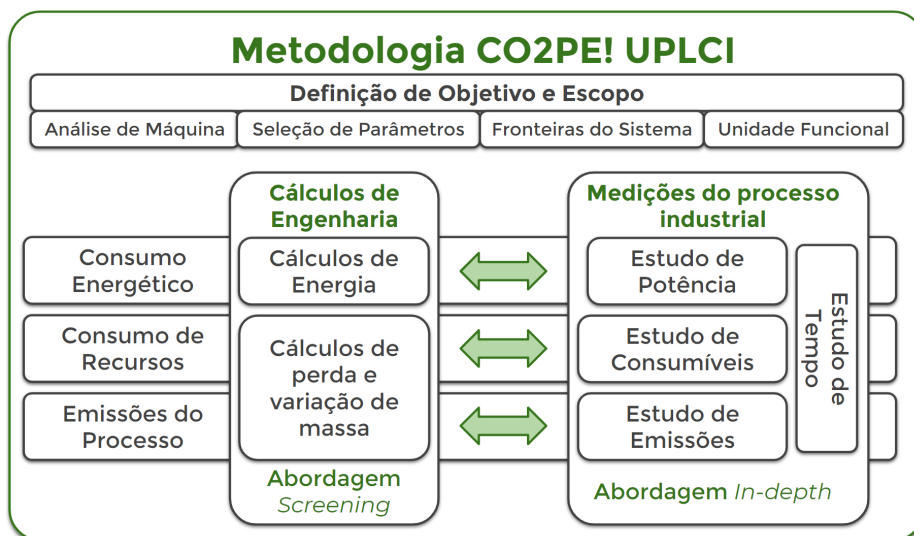 Metodologia CO2PE! UPLCI
Definição de Objetivo e Escopo
Análise de Máquina
Seleção de Parâmetros
Fronteiras do Sistema
Unidade Funcional
Cálculos de
Engenharia
Medições do processo
industrial
Consumo
Energético
Cálculos de
Energia
Estudo de
Potência
Consumo de
Recursos
Cálculos de
perda e
variação de
massa
Estudo de
Consumíveis
Emissões do
Processo
Estudo de
Emissões
Estudo de
Tempo
Abordagem
Screening
Abordagem In-depth